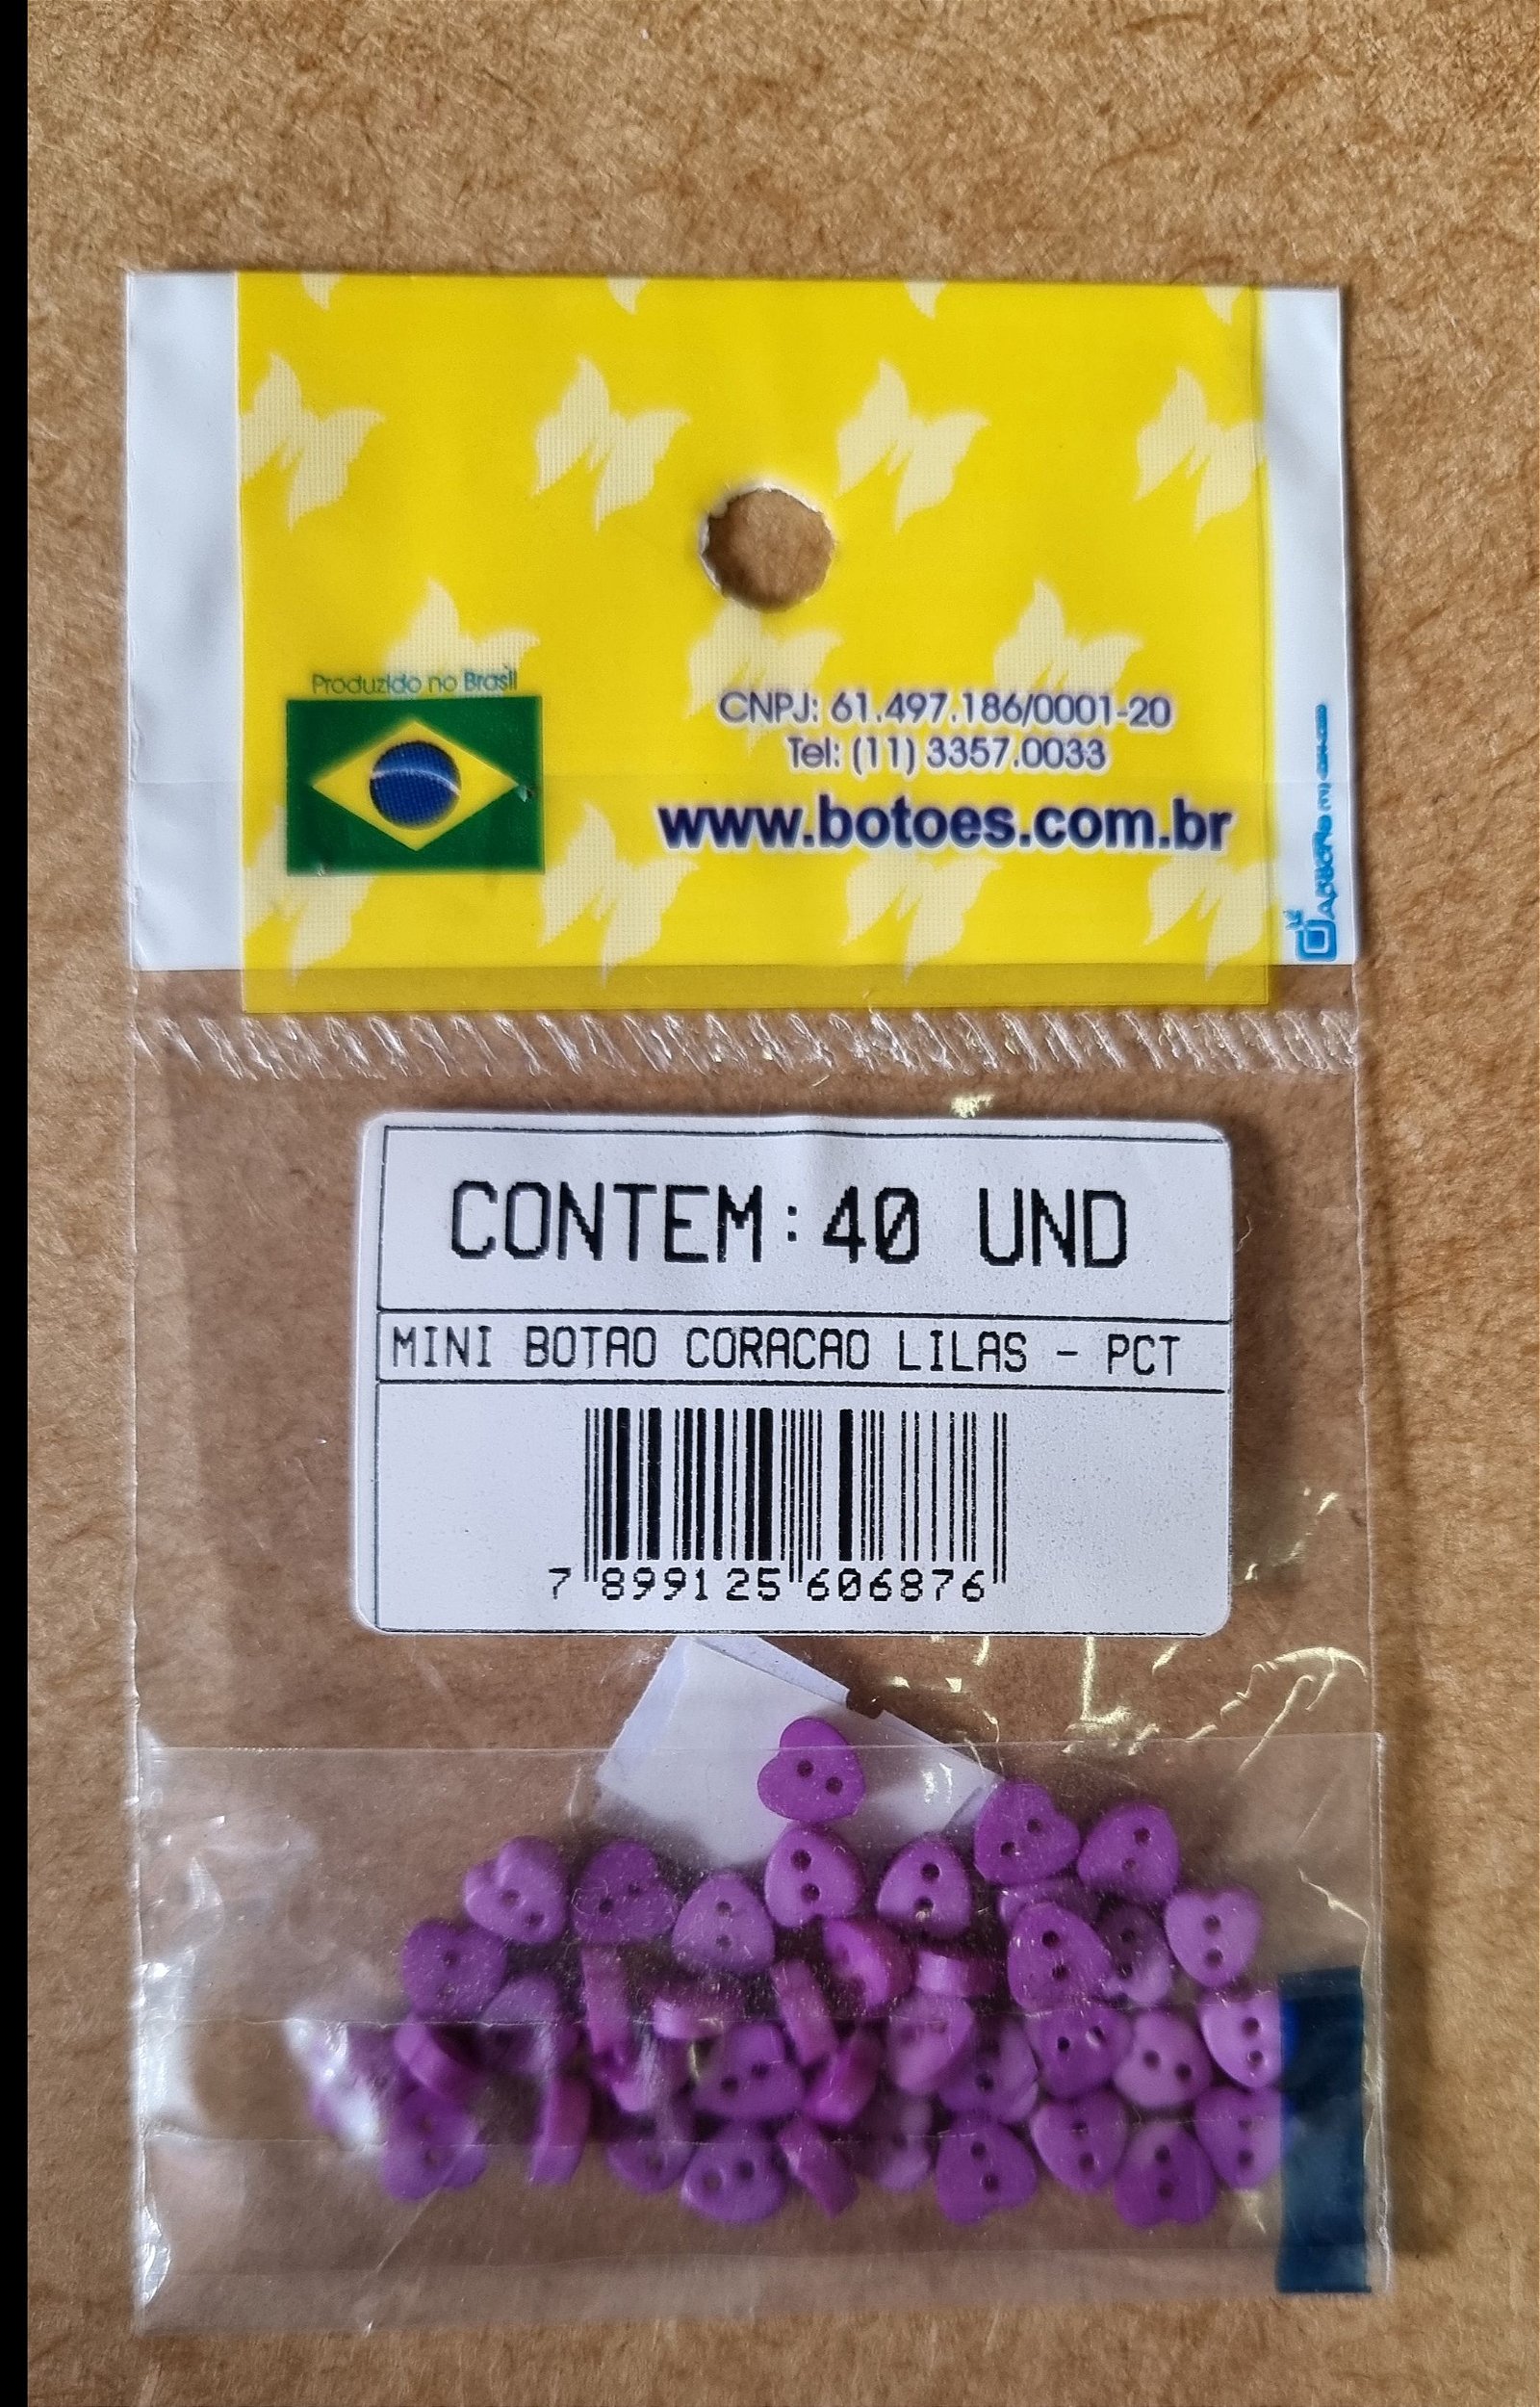 Produzido no Brasil
CNPJ: 61.497.186/0001-20
Tel: (11) 3357.0033
www.botoes.com.br
CONTEM:40 UND
MINI BOTAO CORACAO LILAS - PCT
7 899125 606876